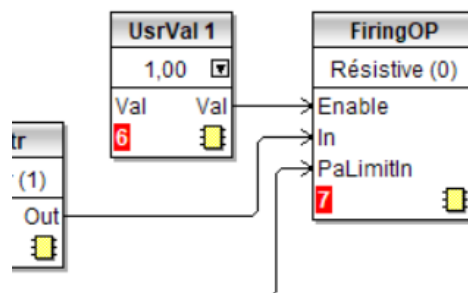 UsrVal 1
1,00
Val Val
6
FiringOP
Résistive (0)
Enable
In
PaLimitIn
7
tr
(1)
Out